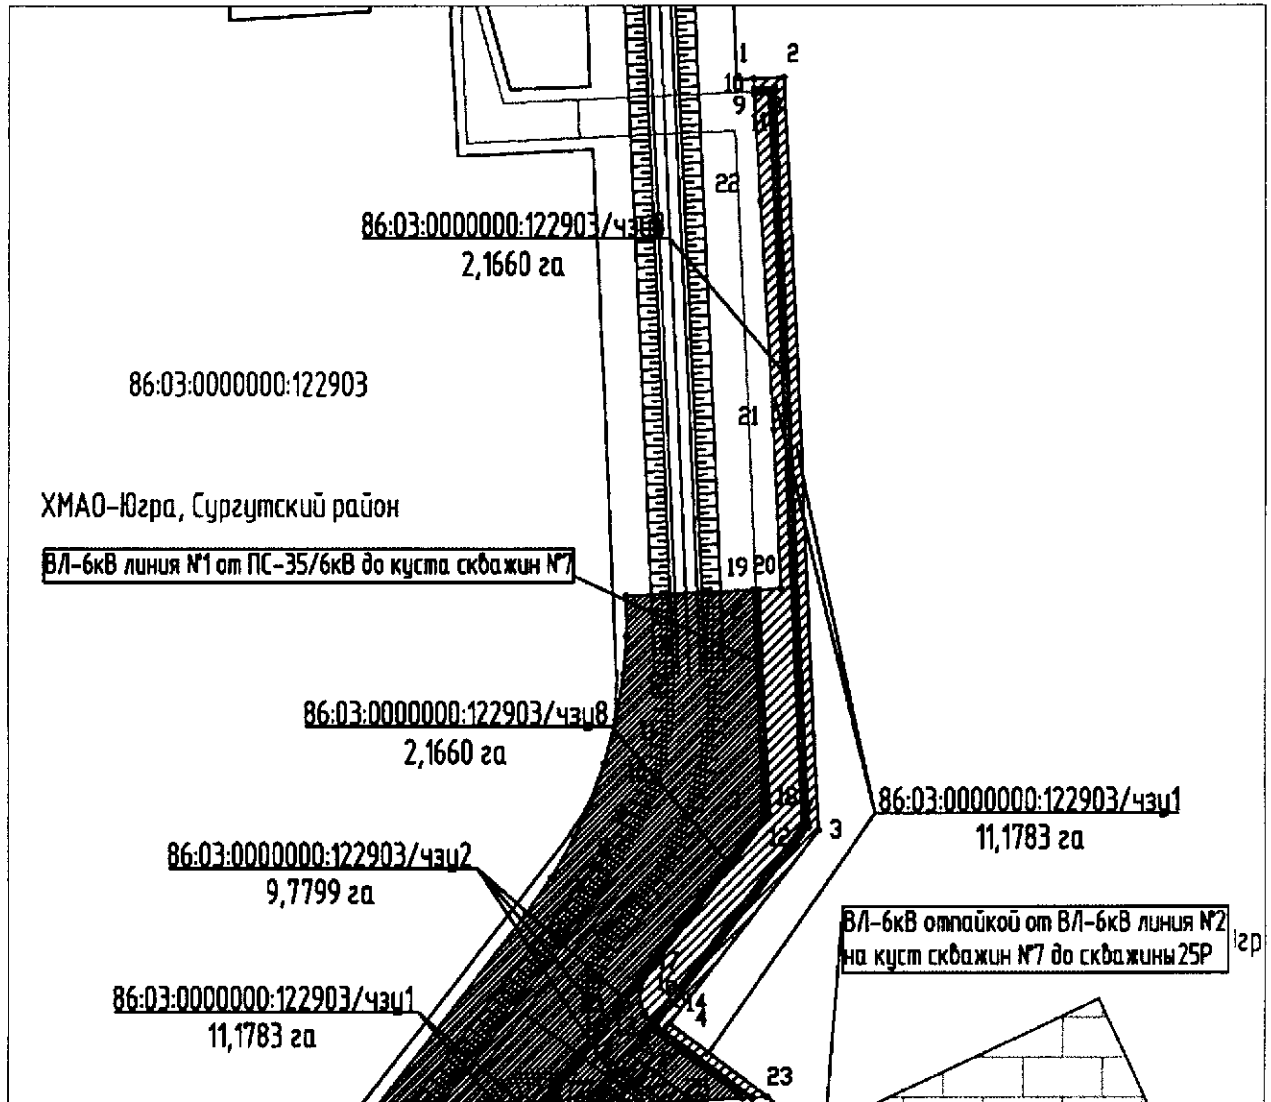 1 2
10
9
22
86:03:0000000:122903/чзу8
2,1660 га
86:03:0000000:122903
21
ХМАО-Югра, Сургутский район
ВЛ-6кВ линия №1 от ПС-35/6кВ до куста скважин №7
19 20
86:03:0000000:122903/чзу8
2,1660 га
18
86:03:0000000:122903/чзу1
11,1783 га
12 3
86:03:0000000:122903/чзу2
9,7799 га
ВЛ-6кВ отпайкой от ВЛ-6кВ линия №2
на куст скважин №7 до скважины 25Р
гр
86:03:0000000:122903/чзу1
11,1783 га
14
4
23